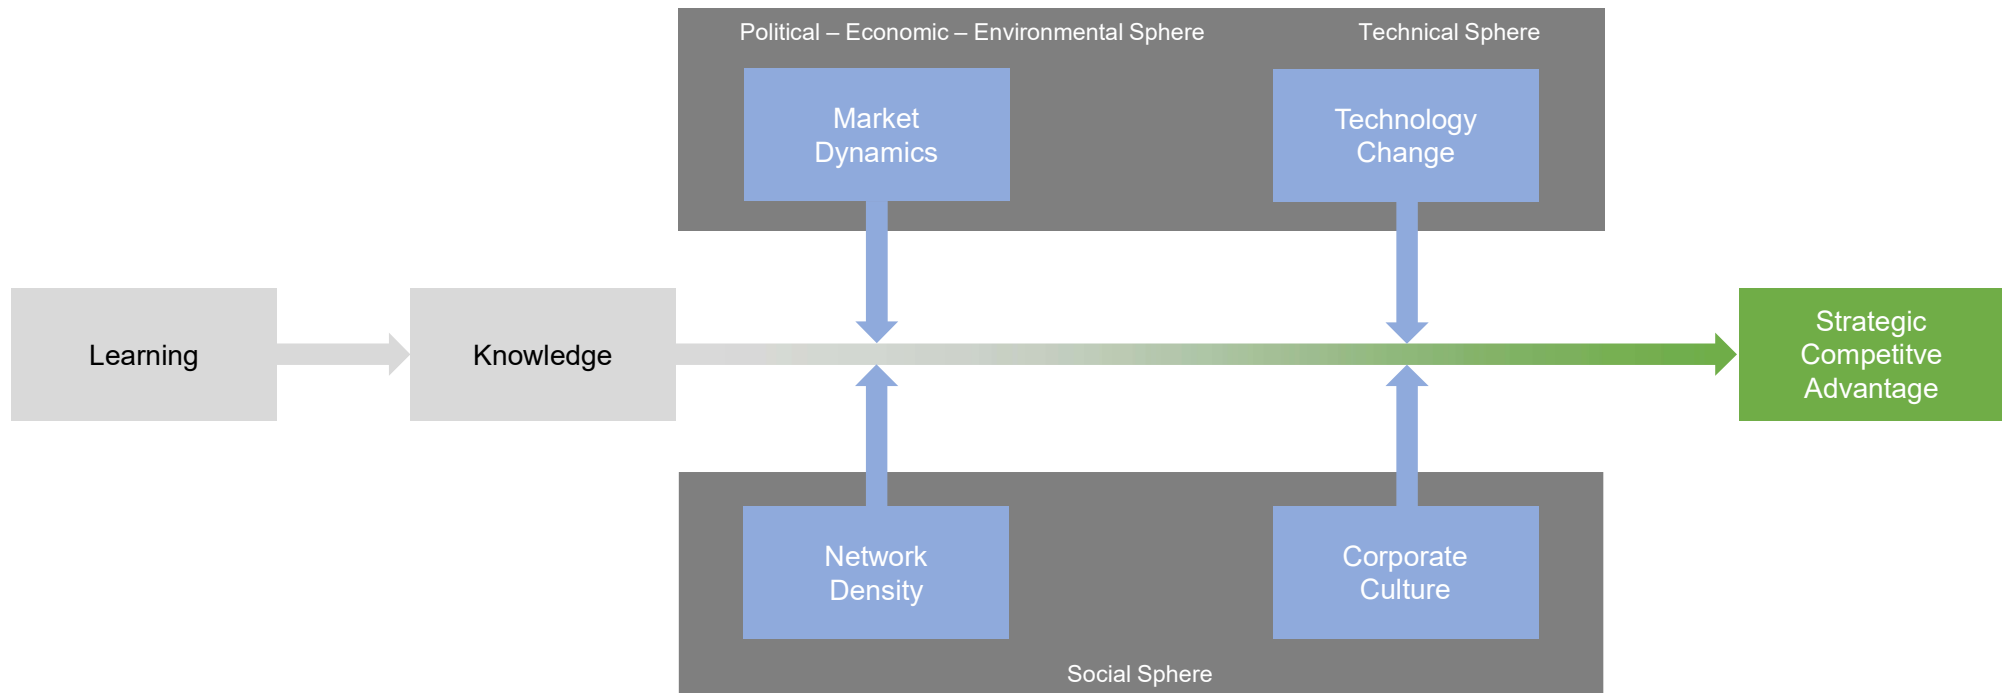 Political – Economic – Environmental Sphere
Technical Sphere
Market
Dynamics
Technology
Change
Learning
Knowledge
Strategic
Competitve
Advantage
Network
Density
Corporate
Culture
Social Sphere